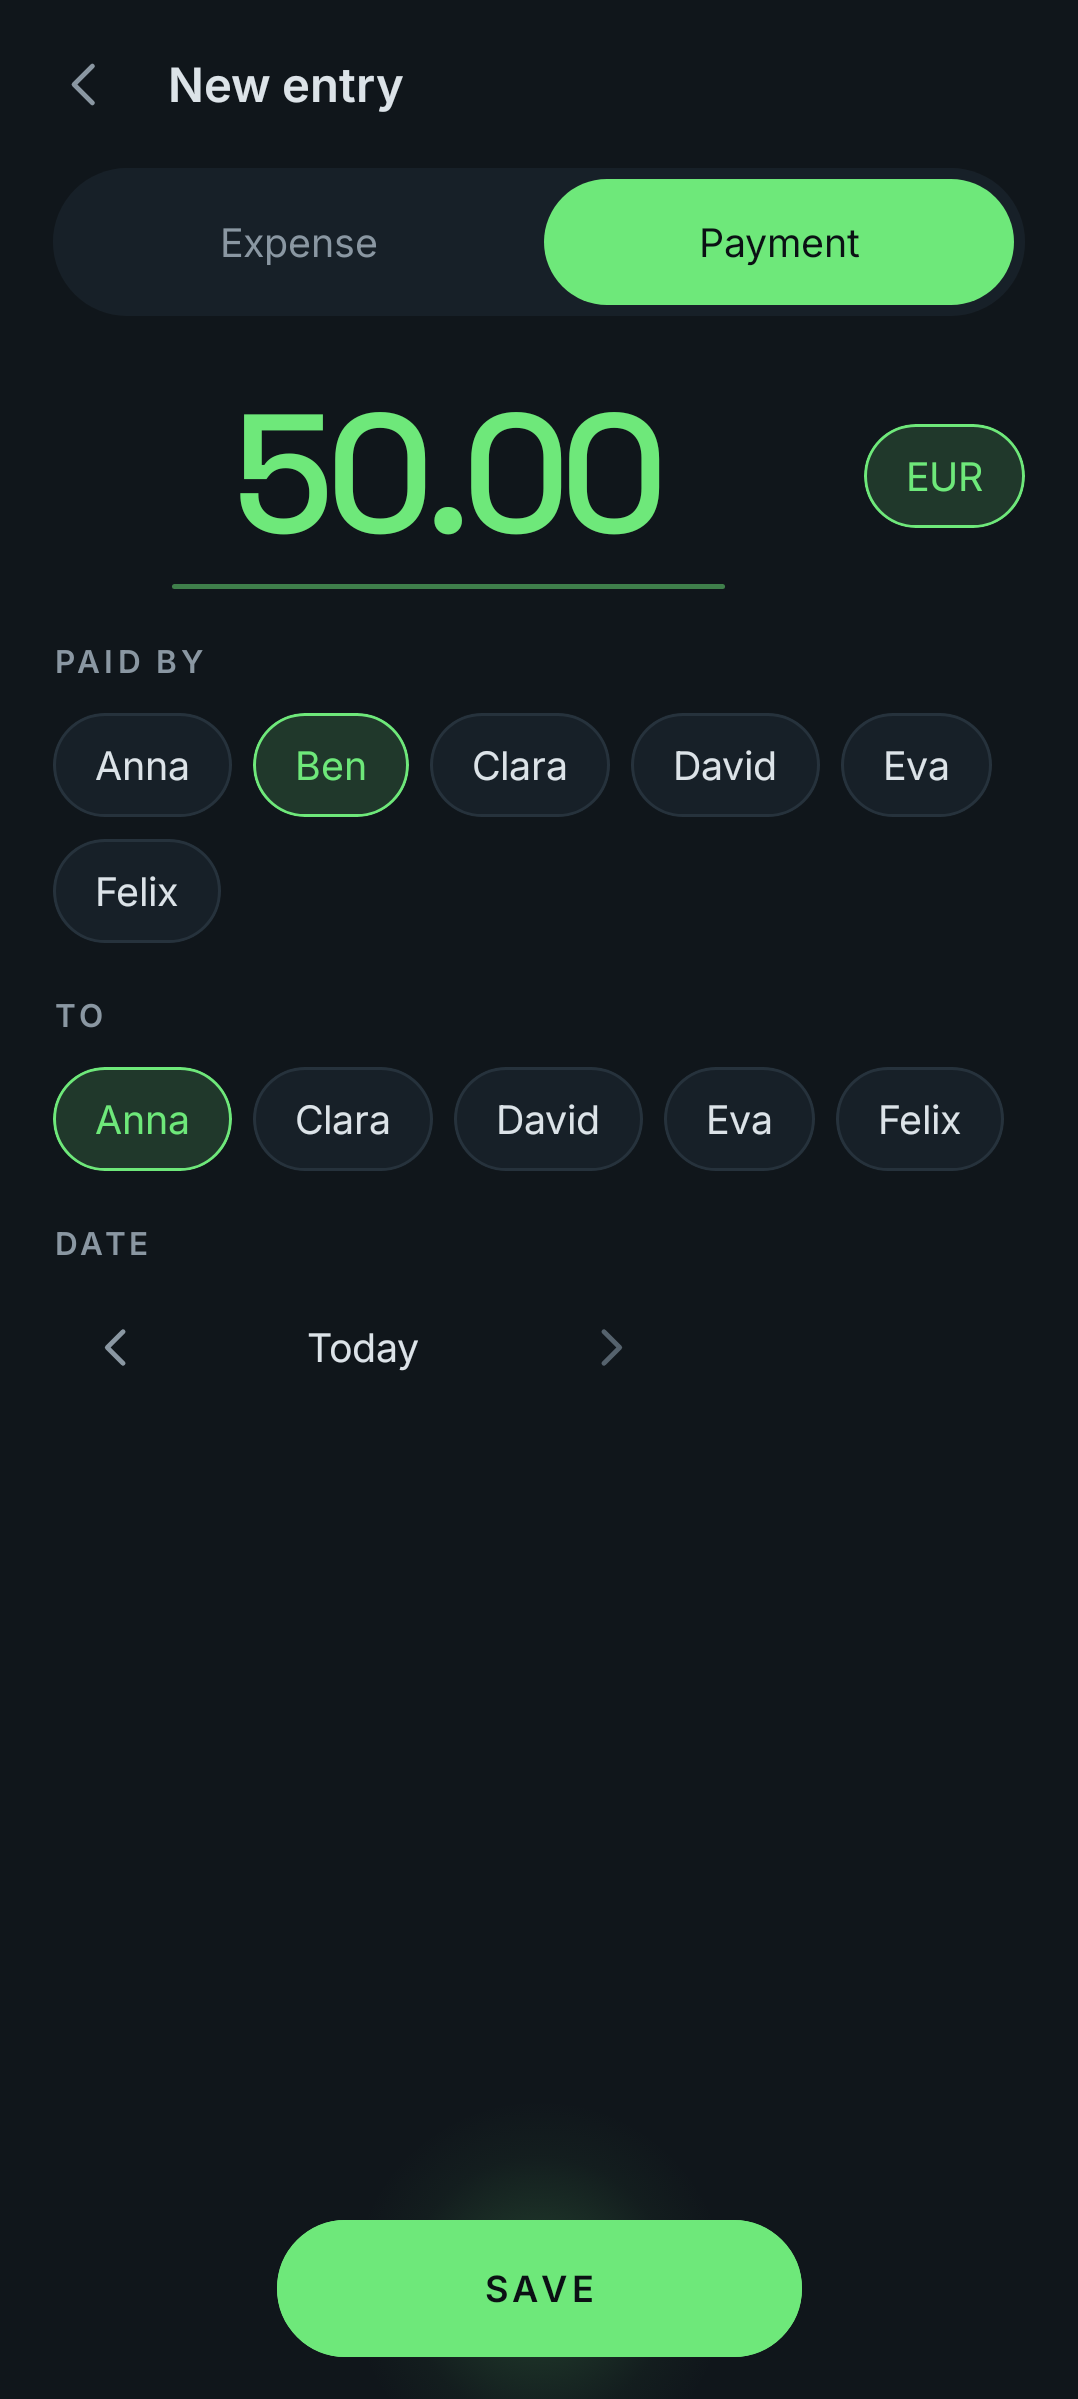 New entry
Expense Payment
50.00 EUR
PAID BY
Anna Ben Clara David Eva
Felix
TO
Anna Clara David Eva Felix
DATE
Today
SAVE